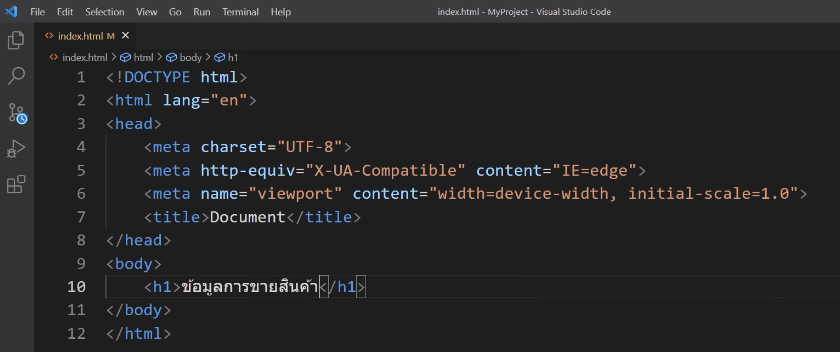 File Edit Selection View Go Run Terminal Help index.html - MyProject - Visual Studio Code
index.html M
index.html > html > body > h1
1 <!DOCTYPE html>
2 <html lang="en">
3 <head>
4 <meta charset="UTF-8">
5 <meta http-equiv="X-UA-Compatible" content="IE=edge">
6 <meta name="viewport" content="width=device-width, initial-scale=1.0">
7 <title>Document</title>
8 </head>
9 <body>
10 <h1>ข้อมูลการขายสินค้า</h1>
11 </body>
12 </html>